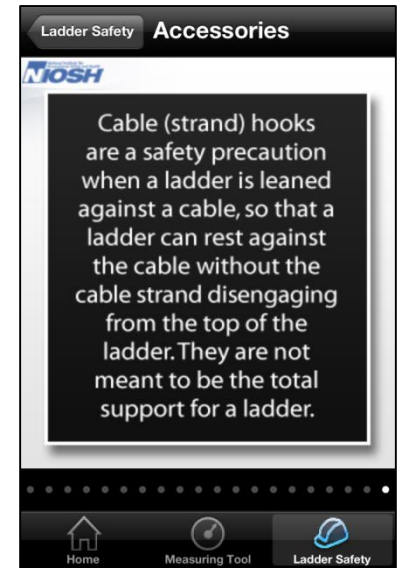 Ladder Safety Accessories
NIOSH
Cable (strand) hooks
are a safety precaution
when a ladder is leaned
against a cable, so that a
ladder can rest against
the cable without the
cable strand disengaging
from the top of the
ladder. They are not
meant to be the total
support for a ladder.
Home Measuring Tool Ladder Safety